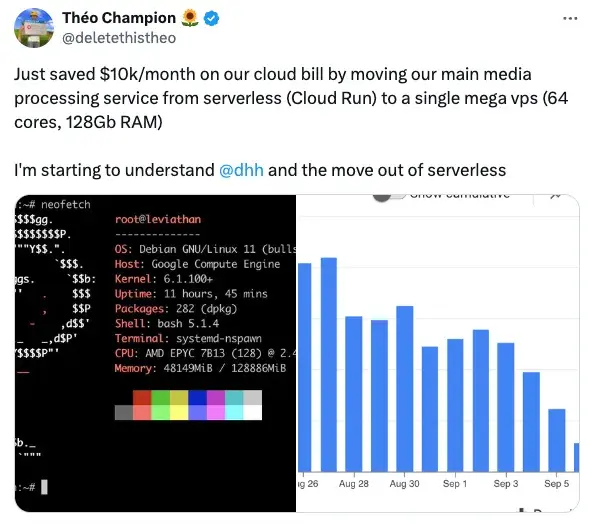 Théo Champion 🌻
@deletethistheo
Just saved $10k/month on our cloud bill by moving our main media
processing service from serverless (Cloud Run) to a single mega vps (64
cores, 128Gb RAM)
I'm starting to understand @dhh and the move out of serverless
:~# neofetch
$$$$gg.
root@leviathan
$$$$$$$$P.
--------------
""Y$$.".
OS: Debian GNU/Linux 11 (bulls
`$$$.
Host: Google Compute Engine
ggs. `$$b:
Kernel: 6.1.100+
'' . $$$
Uptime: 11 hours, 45 mins
, $$P
Packages: 282 (dpkg)
- ,d$$'
Shell: bash 5.1.4
_ _,d$P'
Terminal: systemd-nspawn
Y$$$$P"'
CPU: AMD EPYC 7B13 (128) @ 2.4
Memory: 48149MiB / 128886MiB
$b._
`"""
:~#
Show cumulative
ug 26 Aug 28 Aug 30 Sep 1 Sep 3 Sep 5